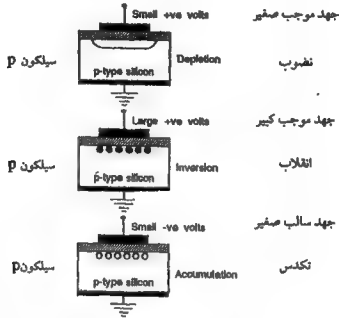 Small +ve volts جهد موجب صغير
Depletion نضوب
p-type silicon سيلكون p
Large +ve volts جهد موجب كبير
Inversion انقلاب
p-type silicon سيلكون p
Small -ve volts جهد سالب صغير
Accumulation تكدس
p-type silicon سيلكون p